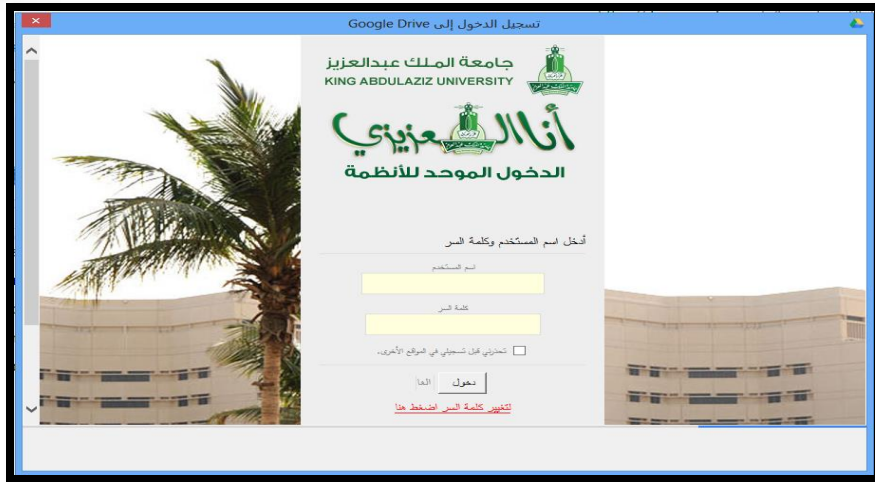 تسجيل الدخول إلى Google Drive
جامعة الملك عبدالعزيز
KING ABDULAZIZ UNIVERSITY
أنا العزيزي
الدخول الموحد للأنظمة
أدخل اسم المستخدم وكلمة السر
اسم المستخدم
كلمة السر
تحذيري قبل تسجيلي في المواقع الأخرى.
دخول
الغا
لتغيير كلمة السر اضغط هنا